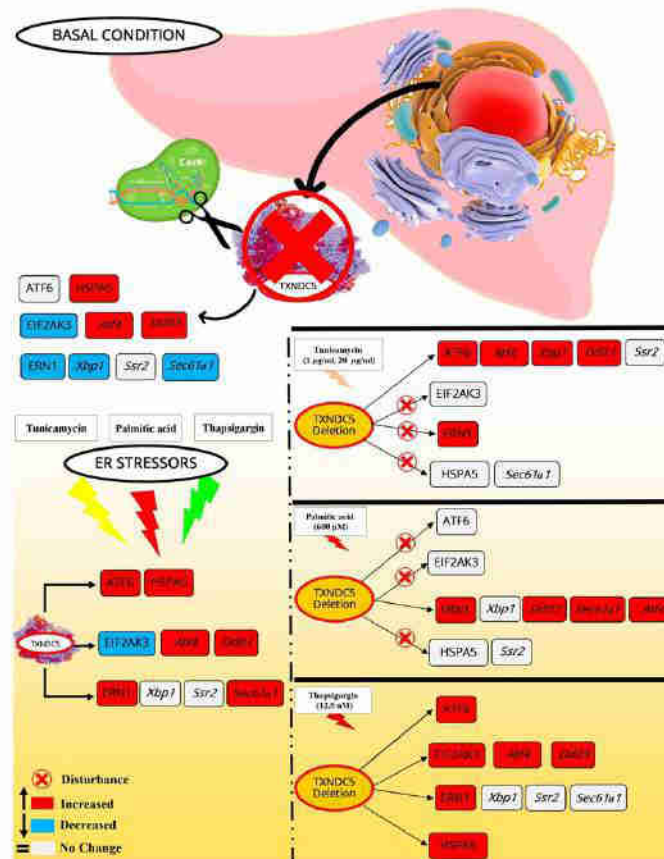 BASAL CONDITION
Cas9
TXNDC5
ATF6 HSPA5
EIF2AK3 Atf4 Ddit3
ERN1 Xbp1 Ssr2 Sec61a1
Tunicamycin Palmitic acid Thapsigargin
ER STRESSORS
TXNDC5
ATF6 HSPA5
EIF2AK3 Atf4 Ddit3
ERN1 Xbp1 Ssr2 Sec61a1
Disturbance
Increased
Decreased
= No Change
Tunicamycin
TXNDC5
Deletion
ATF6 Atf4 Xbp1 Ddit3 Ssr2
EIF2AK3
ERN1
HSPA5 Sec61a1
Palmitic acid
(600 µM)
TXNDC5
Deletion
ATF6
EIF2AK3
ERN1 Xbp1 Ddit3 Sec61a1 Atf4
HSPA5 Ssr2
Thapsigargin
TXNDC5
Deletion
ATF6
EIF2AK3 Atf4 Ddit3
ERN1 Xbp1 Ssr2 Sec61a1
HSPA5